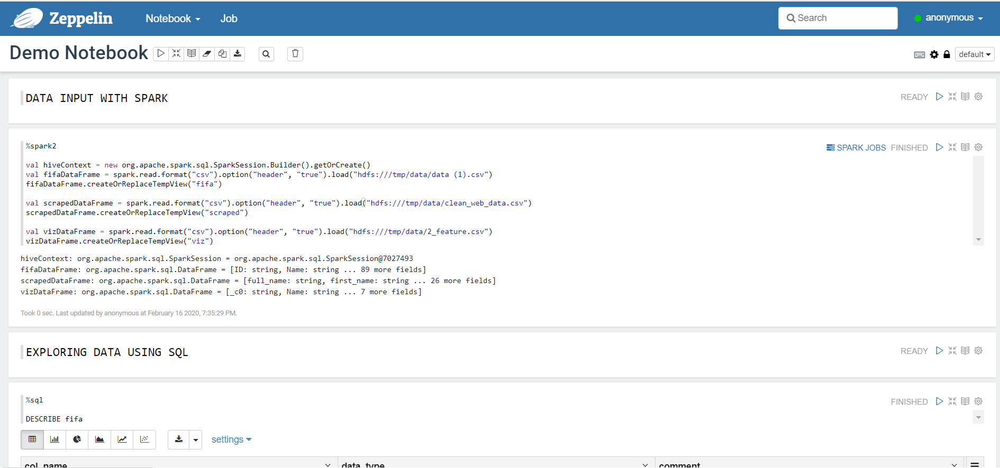 Zeppelin Notebook Job Search anonymous
Demo Notebook default
DATA INPUT WITH SPARK READY
%spark2 SPARK JOBS FINISHED
val hiveContext = new org.apache.spark.sql.SparkSession.Builder().getOrCreate()
val fifaDataFrame = spark.read.format("csv").option("header", "true").load("hdfs:///tmp/data/data (1).csv")
fifaDataFrame.createOrReplaceTempView("fifa")
val scrapedDataFrame = spark.read.format("csv").option("header", "true").load("hdfs:///tmp/data/clean_web_data.csv")
scrapedDataFrame.createOrReplaceTempView("scraped")
val vizDataFrame = spark.read.format("csv").option("header", "true").load("hdfs:///tmp/data/2_feature.csv")
vizDataFrame.createOrReplaceTempView("viz")
hiveContext: org.apache.spark.sql.SparkSession = org.apache.spark.sql.SparkSession@7027493
fifaDataFrame: org.apache.spark.sql.DataFrame = [ID: string, Name: string ... 89 more fields]
scrapedDataFrame: org.apache.spark.sql.DataFrame = [full_name: string, first_name: string ... 26 more fields]
vizDataFrame: org.apache.spark.sql.DataFrame = [_c0: string, Name: string ... 7 more fields]
Took 0 sec. Last updated by anonymous at February 16 2020, 7:35:29 PM.
EXPLORING DATA USING SQL READY
%sql FINISHED
DESCRIBE fifa
settings
col_name data_type comment